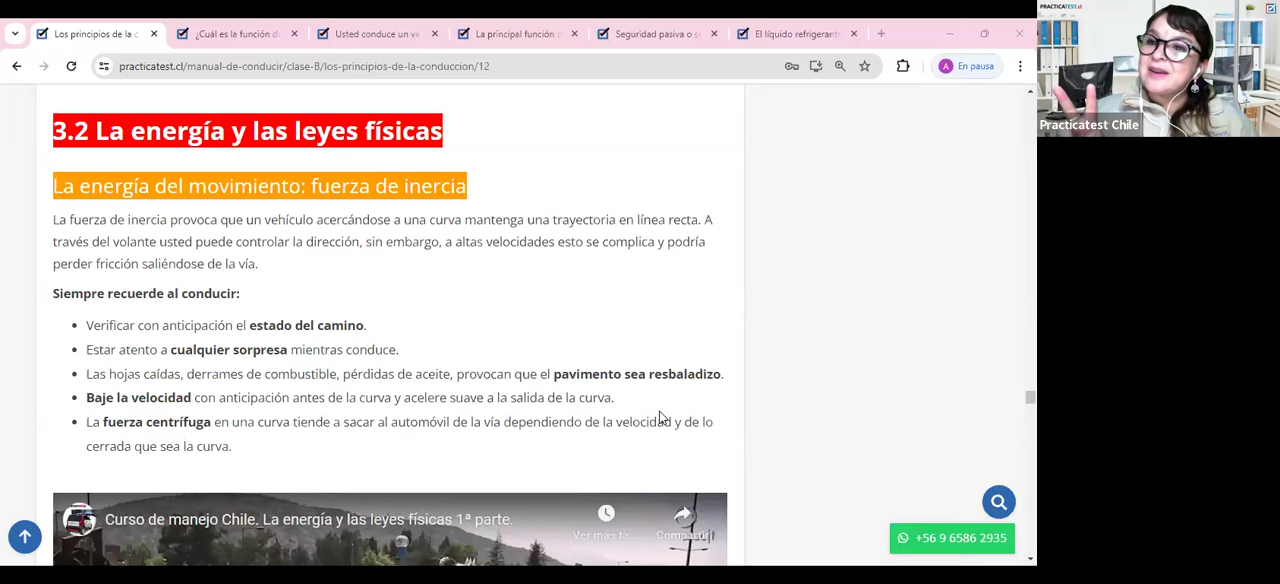 Los principios de la c
¿Cuál es la función d
Usted conduce un ve
La principal función
Seguridad pasiva o s
El líquido refrigerant
practicatest.cl/manual-de-conducir/clase-B/los-principios-de-la-conduccion/12
A En pausa
PRACTICATEST.cl
Practicatest Chile
3.2 La energía y las leyes físicas
La energía del movimiento: fuerza de inercia
La fuerza de inercia provoca que un vehículo acercándose a una curva mantenga una trayectoria en línea recta. A
través del volante usted puede controlar la dirección, sin embargo, a altas velocidades esto se complica y podría
perder fricción saliéndose de la vía.
Siempre recuerde al conducir:
Verificar con anticipación el estado del camino.
Estar atento a cualquier sorpresa mientras conduce.
Las hojas caídas, derrames de combustible, pérdidas de aceite, provocan que el pavimento sea resbaladizo.
Baje la velocidad con anticipación antes de la curva y acelere suave a la salida de la curva.
La fuerza centrífuga en una curva tiende a sacar al automóvil de la vía dependiendo de la velocidad y de lo
cerrada que sea la curva.
Curso de manejo Chile. La energía y las leyes físicas 1ª parte.
Ver más ta...
Compartir
+56 9 6586 2935